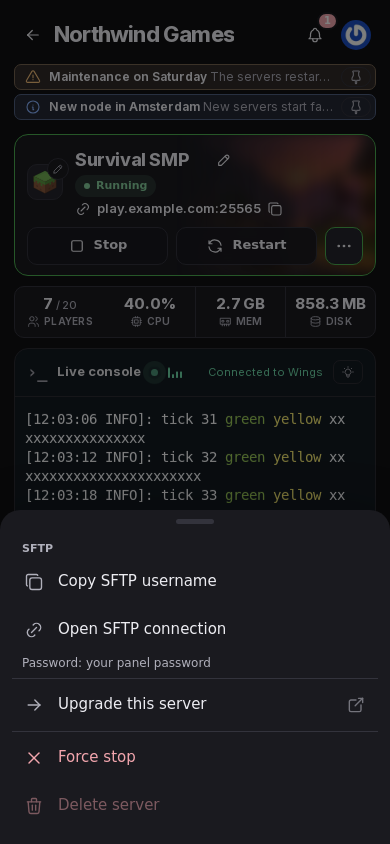 Northwind Games
1
Maintenance on Saturday The servers restar...
New node in Amsterdam New servers start fa...
Survival SMP
Running
play.example.com:25565
Stop
Restart
7 / 20
PLAYERS
40.0%
CPU
2.7 GB
MEM
858.3 MB
DISK
Live console
Connected to Wings
[12:03:06 INFO]: tick 31 green yellow xx
xxxxxxxxxxxxxxx
[12:03:12 INFO]: tick 32 green yellow xx
xxxxxxxxxxxxxxxxxxxxxx
[12:03:18 INFO]: tick 33 green yellow xx
SFTP
Copy SFTP username
Open SFTP connection
Password: your panel password
Upgrade this server
Force stop
Delete server